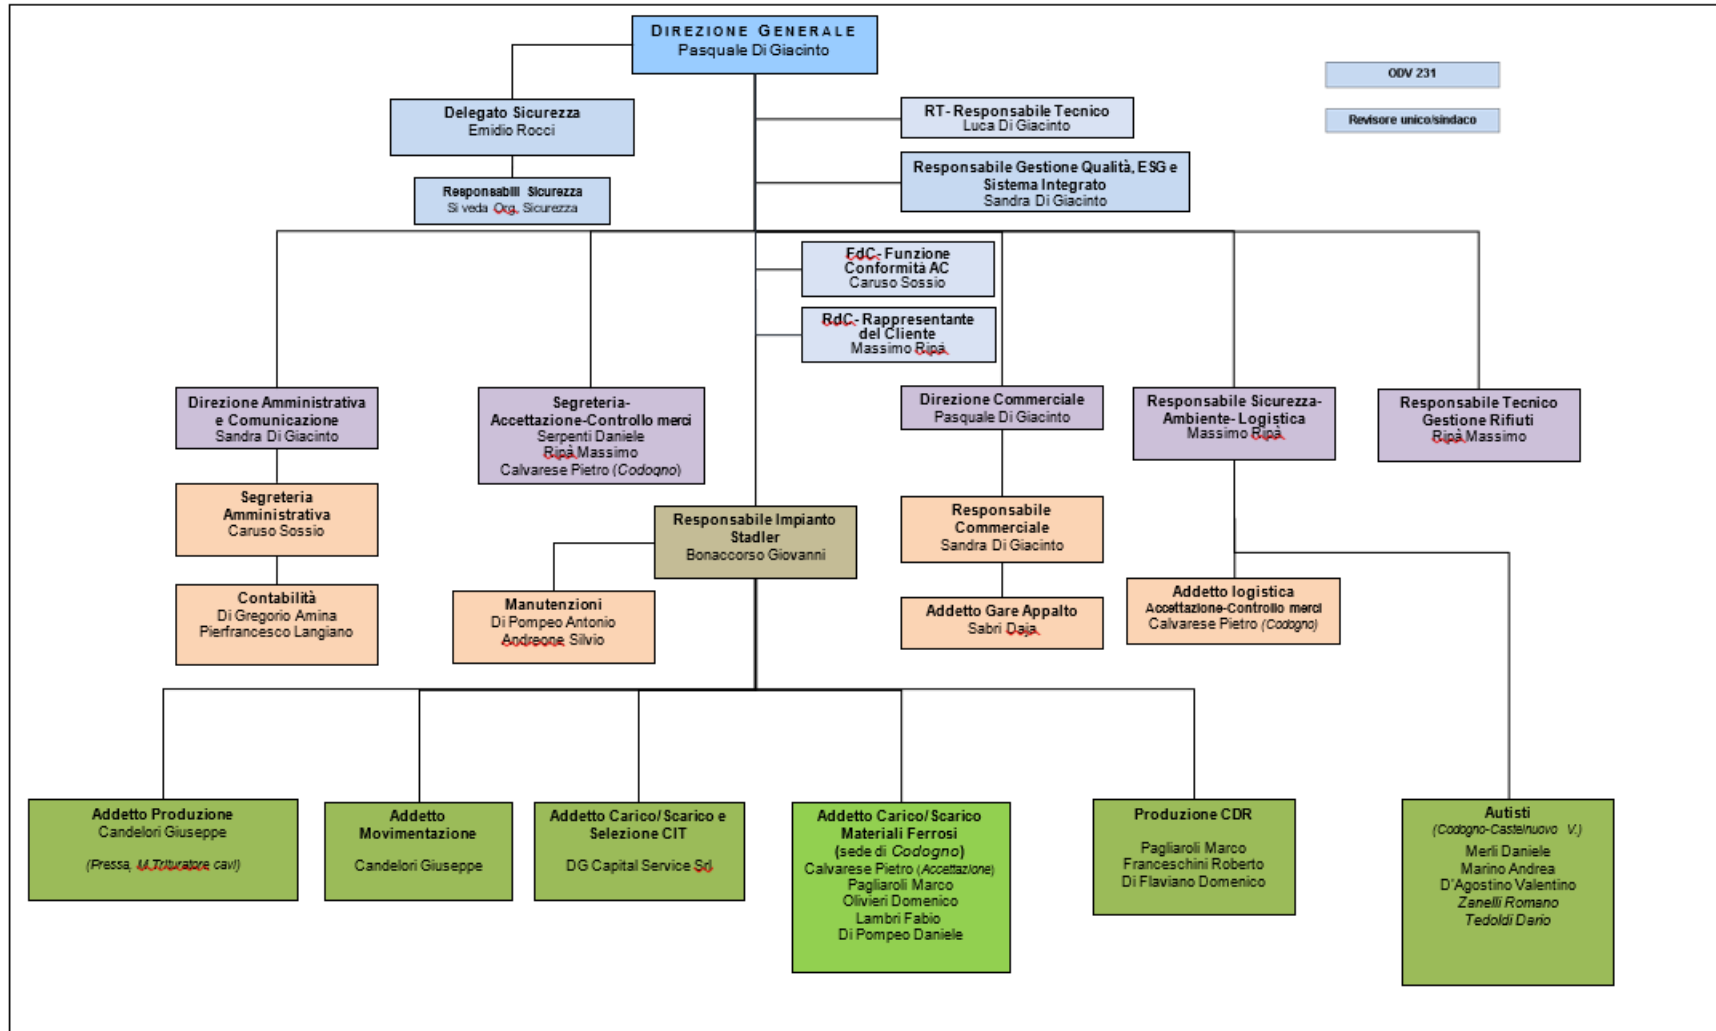 DIREZIONE GENERALE
Pasquale Di Giacinto
ODV 231
Revisore unico/sindaco
Delegato Sicurezza
Emidio Rocci
RT- Responsabile Tecnico
Luca Di Giacinto
Responsabile Gestione Qualità, ESG e
Sistema Integrato
Sandra Di Giacinto
Responsabili Sicurezza
Si veda Org. Sicurezza
FdC- Funzione
Conformità AC
Caruso Sossio
RdC- Rappresentante
del Cliente
Massimo Ripà
Direzione Amministrativa
e Comunicazione
Sandra Di Giacinto
Segreteria-
Accettazione-Controllo merci
Serpenti Daniele
Ripà Massimo
Calvarese Pietro (Codogno)
Direzione Commerciale
Pasquale Di Giacinto
Responsabile Sicurezza-
Ambiente- Logistica
Massimo Ripà
Responsabile Tecnico
Gestione Rifiuti
Ripà Massimo
Segreteria
Amministrativa
Caruso Sossio
Responsabile Impianto
Stadler
Bonaccorso Giovanni
Responsabile
Commerciale
Sandra Di Giacinto
Contabilità
Di Gregorio Amina
Pierfrancesco Langiano
Manutenzioni
Di Pompeo Antonio
Andreone Silvio
Addetto Gare Appalto
Sabri Daja
Addetto logistica
Accettazione-Controllo merci
Calvarese Pietro (Codogno)
Addetto Produzione
Candelori Giuseppe
(Pressa, M.Trituratore cavi)
Addetto
Movimentazione
Candelori Giuseppe
Addetto Carico/Scarico e
Selezione CIT
DG Capital Service Srl
Addetto Carico/Scarico
Materiali Ferrosi
(sede di Codogno)
Calvarese Pietro (Accettazione)
Pagliaroli Marco
Olivieri Domenico
Lambri Fabio
Di Pompeo Daniele
Produzione CDR
Pagliaroli Marco
Franceschini Roberto
Di Flaviano Domenico
Autisti
(Codogno-Castelnuovo V.)
Merli Daniele
Marino Andrea
D'Agostino Valentino
Zanelli Romano
Tedoldi Dario